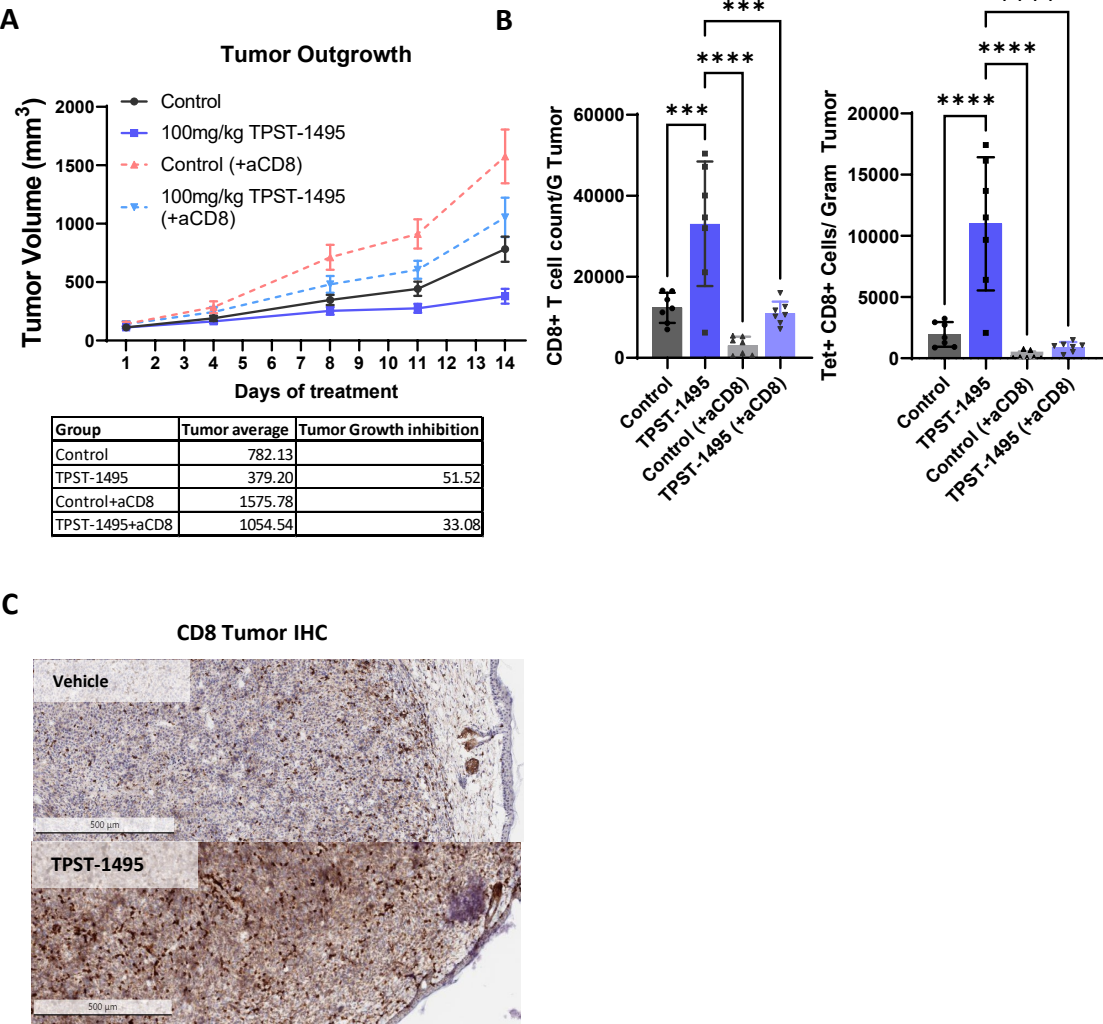 A
Tumor Outgrowth
Tumor Volume (mm3)
2000
1500
1000
500
0
Control
100mg/kg TPST-1495
Control (+aCD8)
100mg/kg TPST-1495
(+aCD8)
1 2 3 4 5 6 7 8 9 10 11 12 13 14
Days of treatment
Group Tumor average Tumor Growth inhibition
Control 782.13
TPST-1495 379.20 51.52
Control+aCD8 1575.78
TPST-1495+aCD8 1054.54 33.08
B
CD8+ T cell count/G Tumor
60000
40000
20000
0
***
****
***
Control
TPST-1495
Control (+aCD8)
TPST-1495 (+aCD8)
Tet+ CD8+ Cells/ Gram Tumor
20000
15000
10000
5000
0
****
****
Control
TPST-1495
Control (+aCD8)
TPST-1495 (+aCD8)
C
CD8 Tumor IHC
Vehicle
500 µm
TPST-1495
500 µm